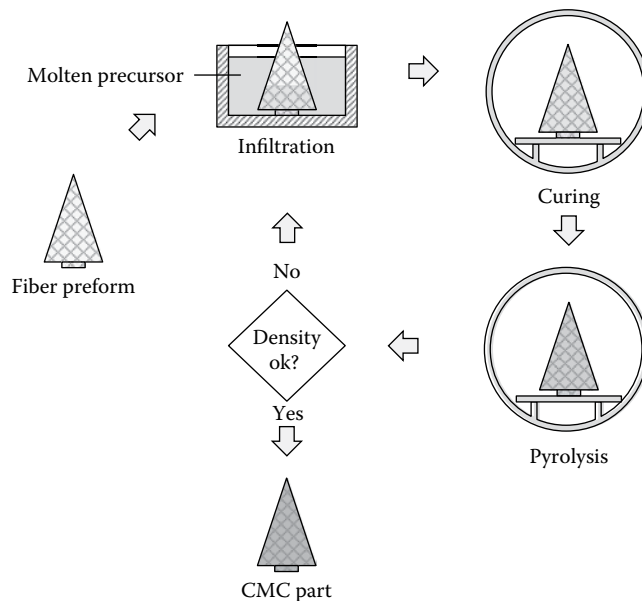 Molten precursor
Infiltration
Curing
Fiber preform
No
Density
ok?
Yes
Pyrolysis
CMC part